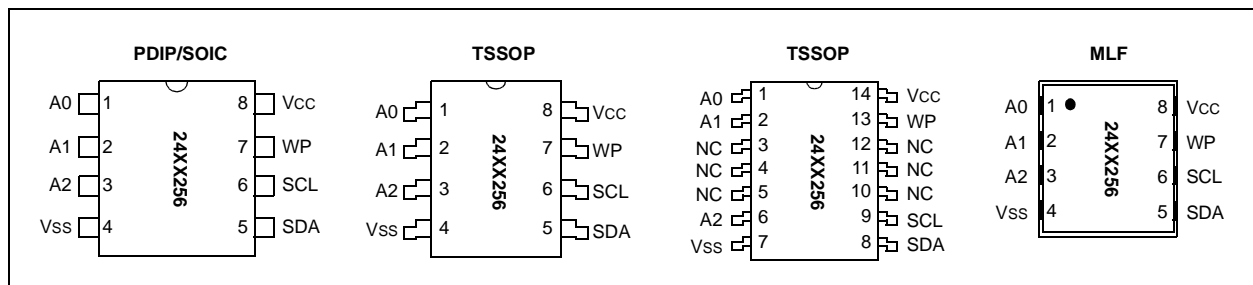 PDIP/SOIC
A0 1 8 VCC
A1 2 7 WP
A2 3 6 SCL
VSS 4 5 SDA
24XX256
TSSOP
A0 1 8 VCC
A1 2 7 WP
A2 3 6 SCL
VSS 4 5 SDA
24XX256
TSSOP
A0 1 14 VCC
A1 2 13 WP
NC 3 12 NC
NC 4 11 NC
NC 5 10 NC
A2 6 9 SCL
VSS 7 8 SDA
24XX256
MLF
A0 1 8 VCC
A1 2 7 WP
A2 3 6 SCL
VSS 4 5 SDA
24XX256